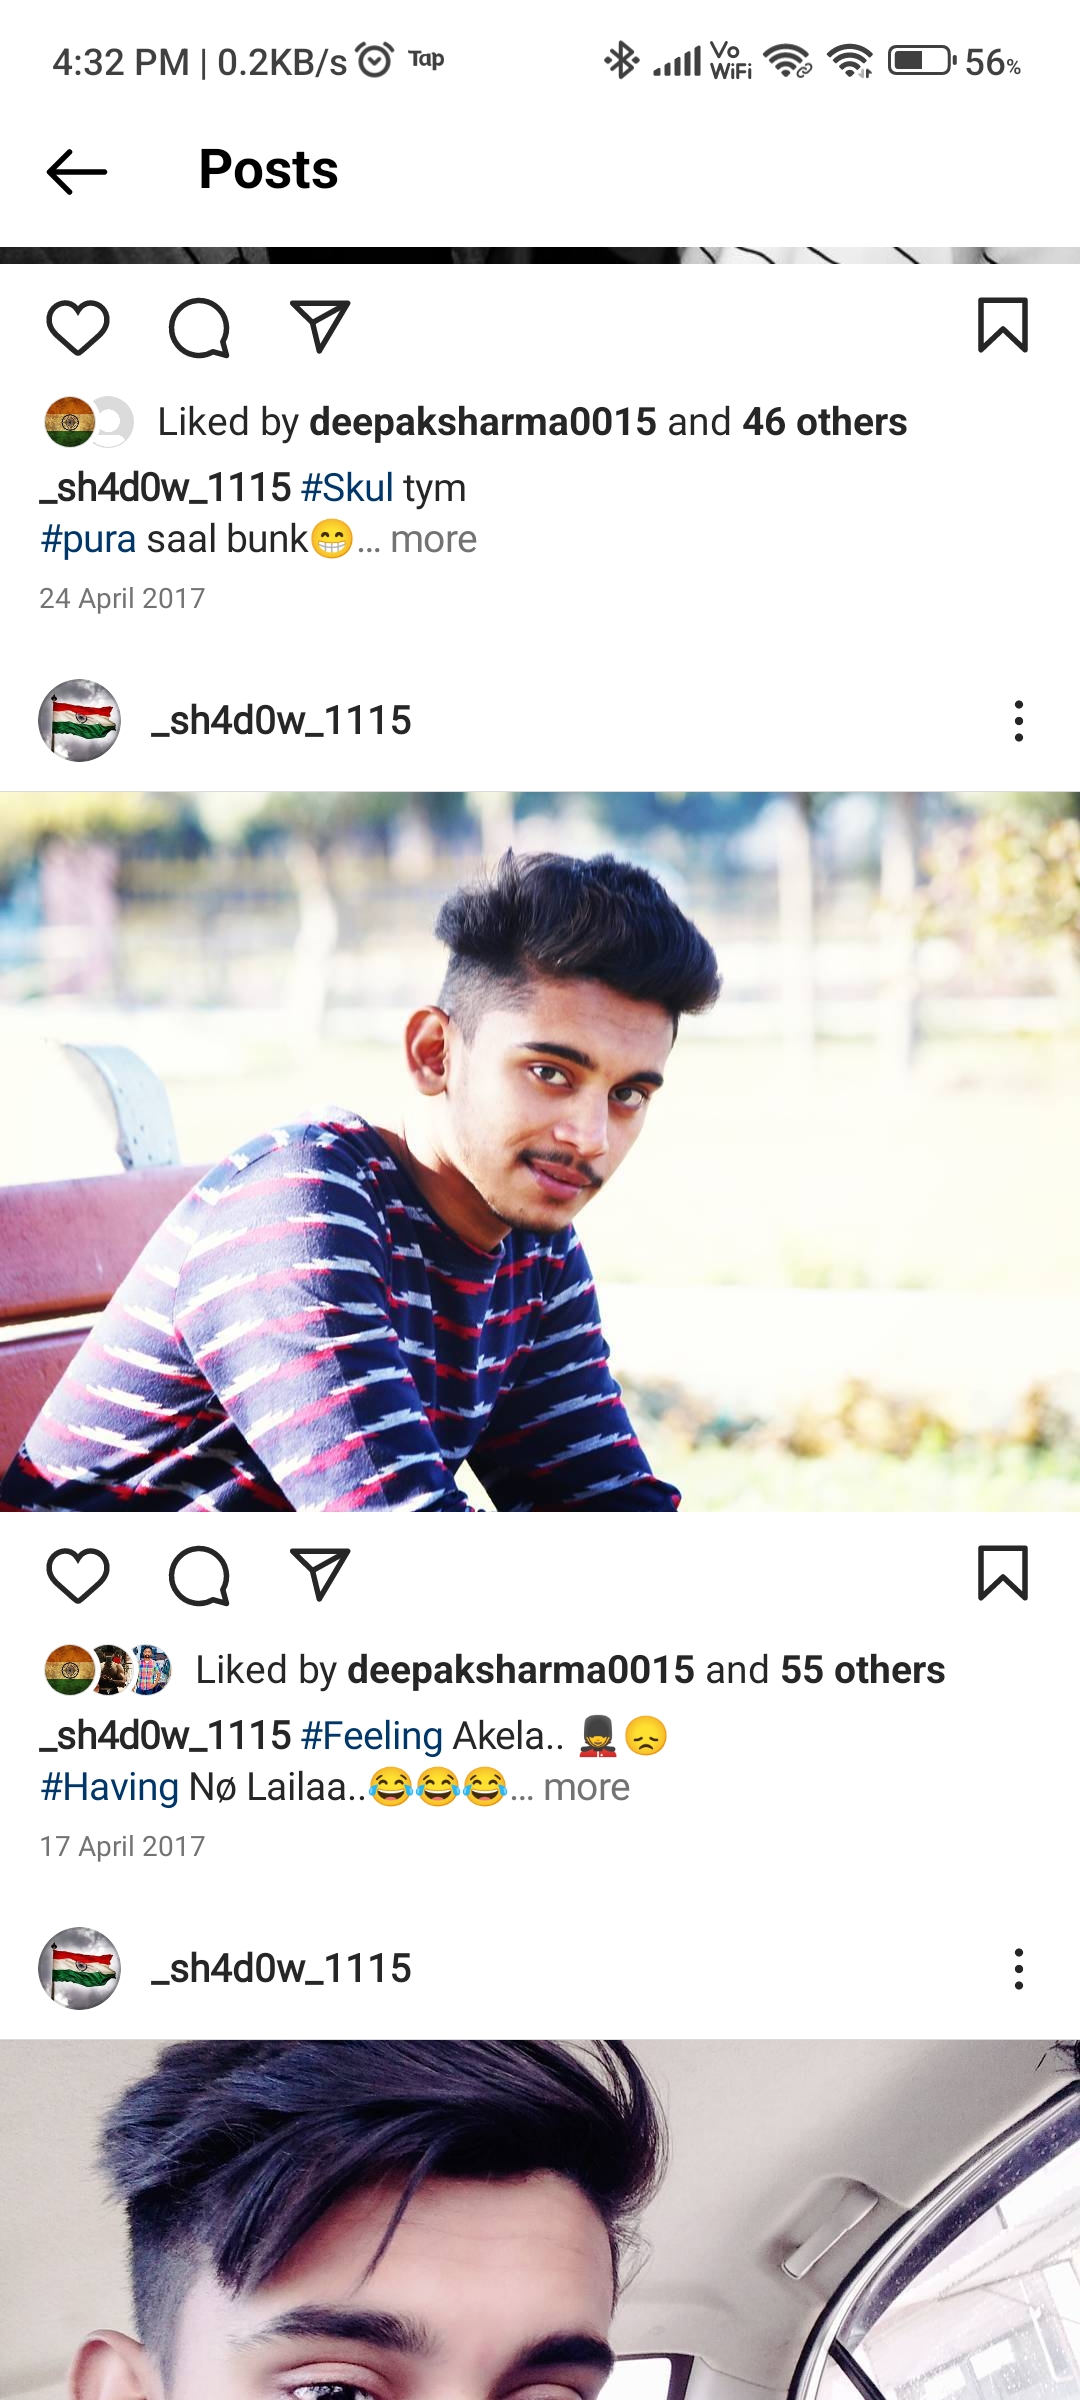 4:32 PM | 0.2KB/s Tap Vo WiFi 56%
Posts
Liked by deepaksharma0015 and 46 others
_sh4d0w_1115 #Skul tym
#pura saal bunk😁... more
24 April 2017
_sh4d0w_1115
Liked by deepaksharma0015 and 55 others
_sh4d0w_1115 #Feeling Akela.. 💂😞
#Having Nø Lailaa..😂😂😂... more
17 April 2017
_sh4d0w_1115